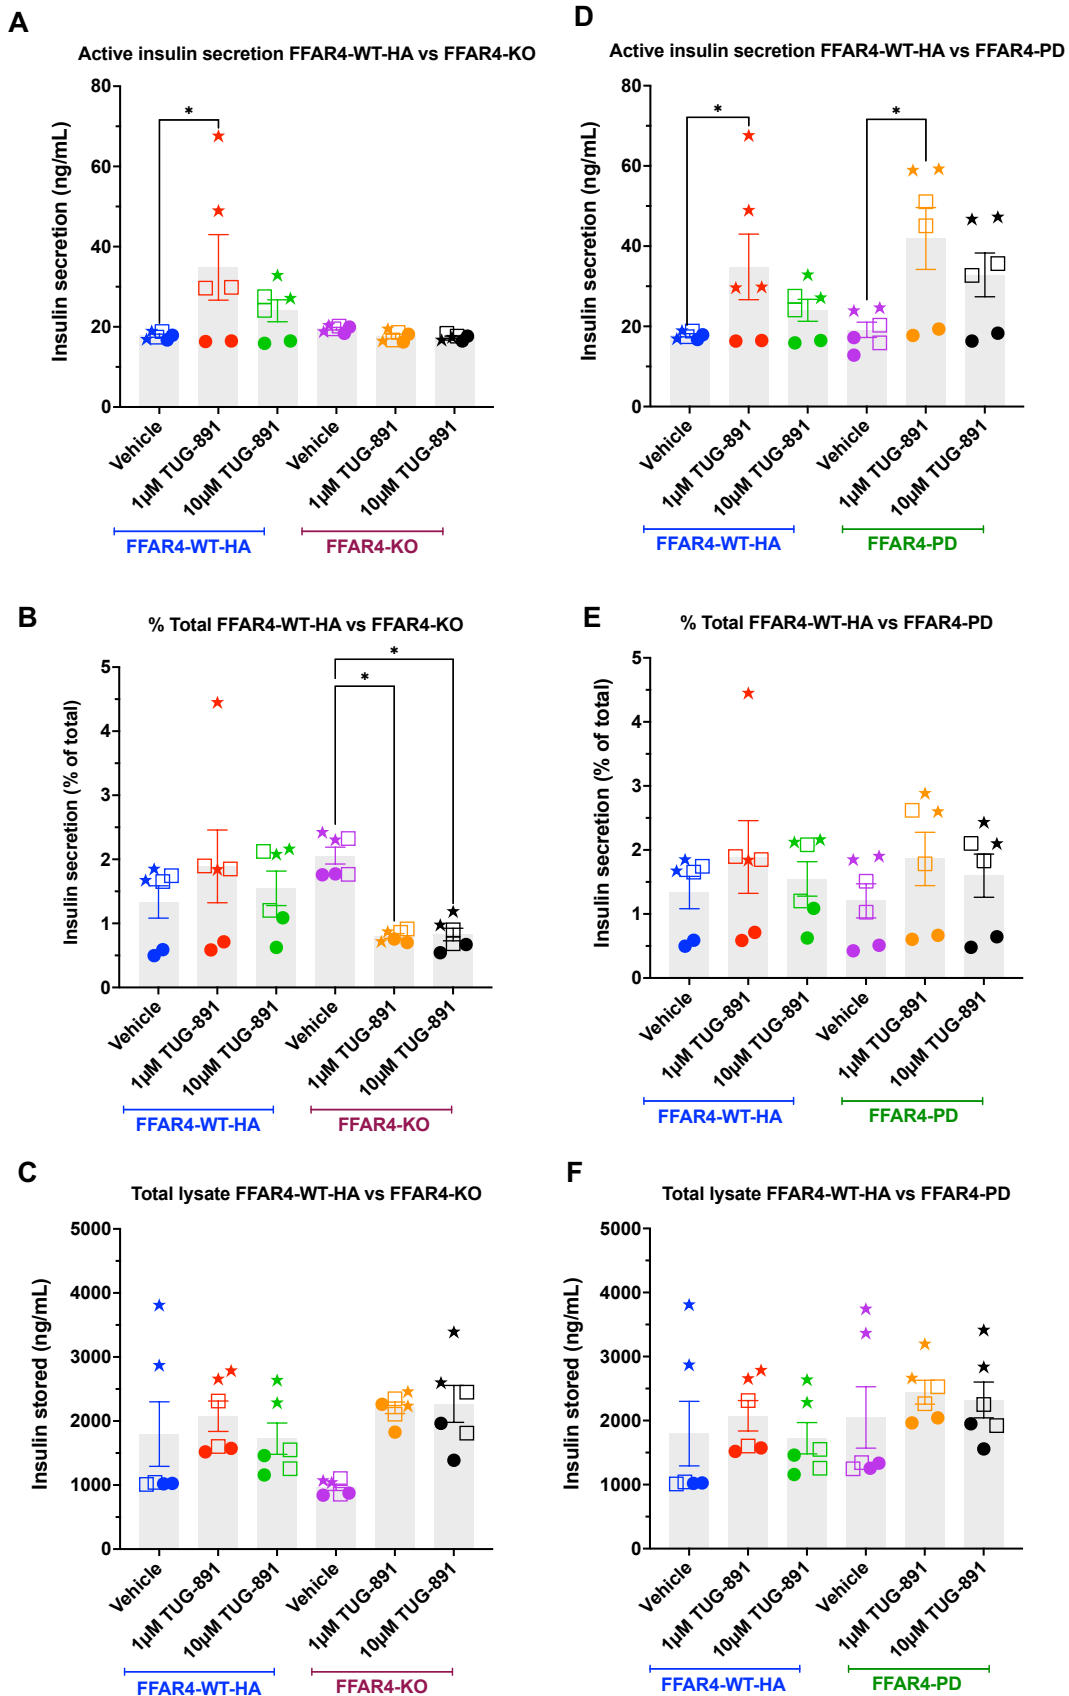 A
Active insulin secretion FFAR4-WT-HA vs FFAR4-KO
Insulin secretion (ng/mL)
80
60
40
20
0
*
Vehicle
1µM TUG-891
10µM TUG-891
Vehicle
1µM TUG-891
10µM TUG-891
FFAR4-WT-HA
FFAR4-KO
D
Active insulin secretion FFAR4-WT-HA vs FFAR4-PD
Insulin secretion (ng/mL)
80
60
40
20
0
*
*
Vehicle
1µM TUG-891
10µM TUG-891
Vehicle
1µM TUG-891
10µM TUG-891
FFAR4-WT-HA
FFAR4-PD
B
% Total FFAR4-WT-HA vs FFAR4-KO
Insulin secretion (% of total)
5
4
3
2
1
0
*
*
Vehicle
1µM TUG-891
10µM TUG-891
Vehicle
1µM TUG-891
10µM TUG-891
FFAR4-WT-HA
FFAR4-KO
E
% Total FFAR4-WT-HA vs FFAR4-PD
Insulin secretion (% of total)
5
4
3
2
1
0
Vehicle
1µM TUG-891
10µM TUG-891
Vehicle
1µM TUG-891
10µM TUG-891
FFAR4-WT-HA
FFAR4-PD
C
Total lysate FFAR4-WT-HA vs FFAR4-KO
Insulin stored (ng/mL)
5000
4000
3000
2000
1000
0
Vehicle
1µM TUG-891
10µM TUG-891
Vehicle
1µM TUG-891
10µM TUG-891
FFAR4-WT-HA
FFAR4-KO
F
Total lysate FFAR4-WT-HA vs FFAR4-PD
Insulin stored (ng/mL)
5000
4000
3000
2000
1000
0
Vehicle
1µM TUG-891
10µM TUG-891
Vehicle
1µM TUG-891
10µM TUG-891
FFAR4-WT-HA
FFAR4-PD